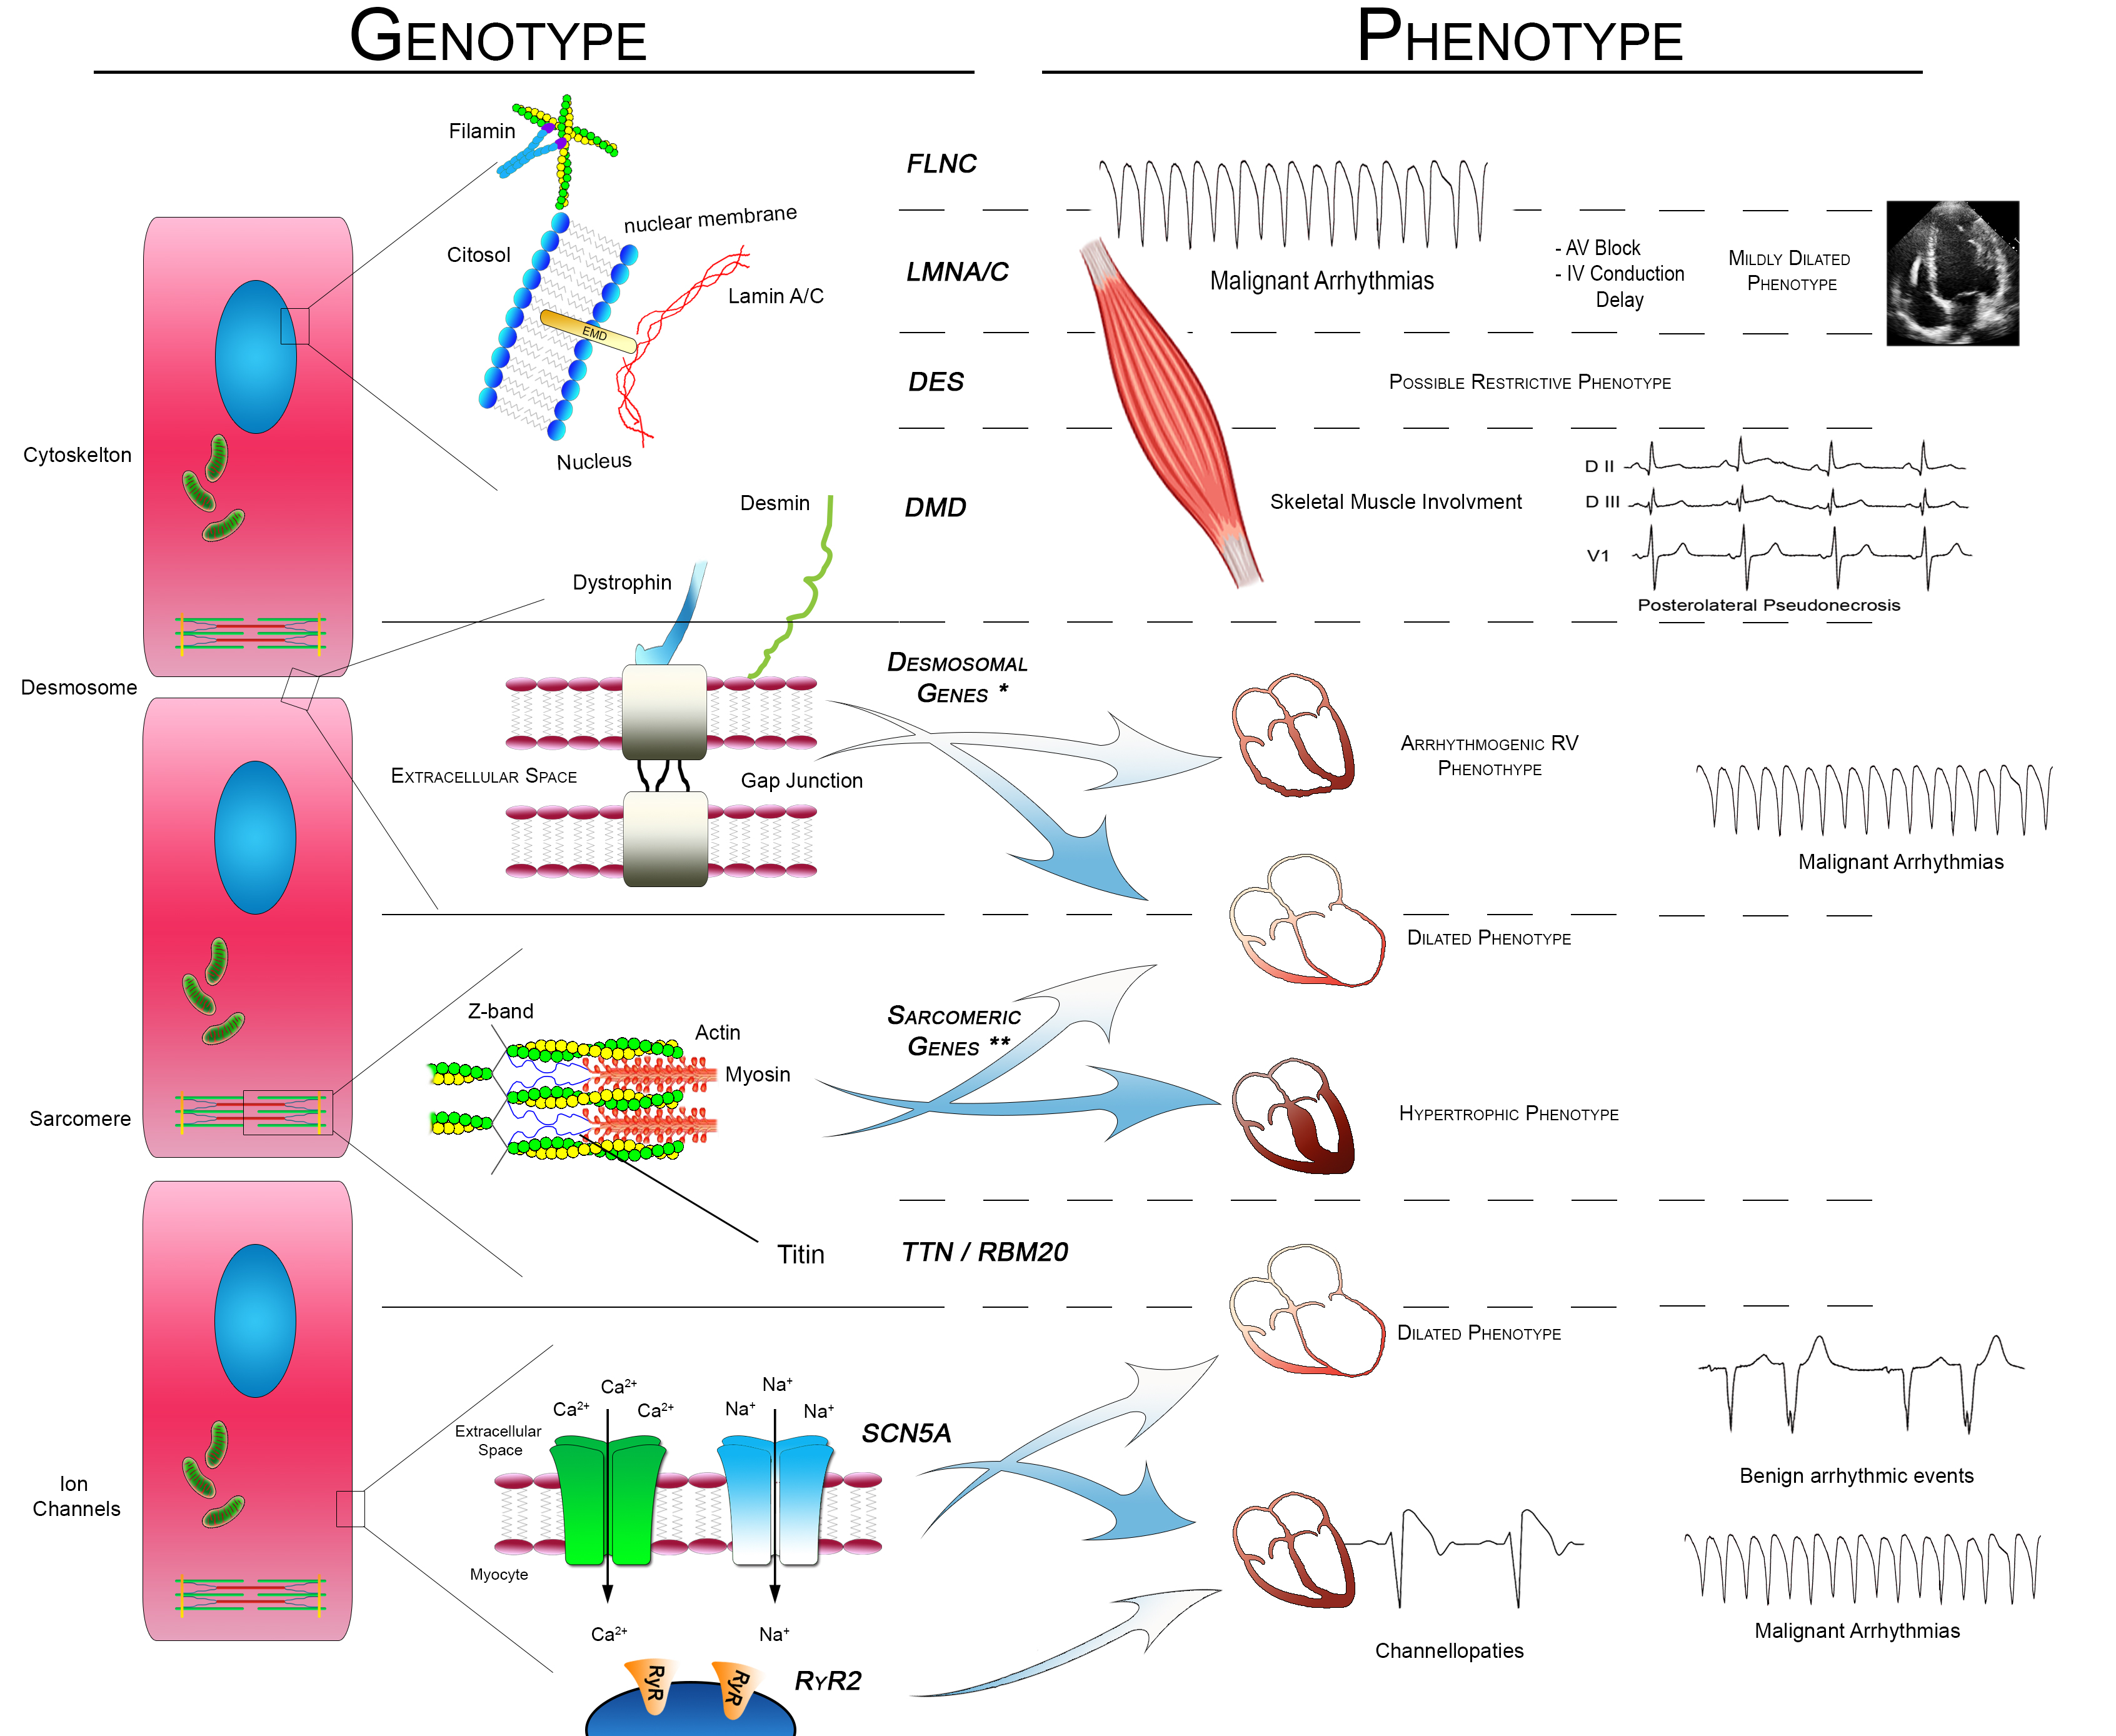 GENOTYPE
PHENOTYPE
Filamin
nuclear membrane
Citosol
Lamin A/C
EMD
Nucleus
Cytoskelton
FLNC
LMNA/C
DES
DMD
Malignant Arrhythmias
- AV Block
- IV Conduction
Delay
MILDLY DILATED
PHENOTYPE
POSSIBLE RESTRICTIVE PHENOTYPE
Skeletal Muscle Involvment
D II
D III
V1
Posterolateral Pseudonecrosis
Desmin
Dystrophin
Desmosome
EXTRACELLULAR SPACE
Gap Junction
DESMOSOMAL
GENES *
ARRHYTHMOGENIC RV
PHENOTHYPE
Malignant Arrhythmias
DILATED PHENOTYPE
Sarcomere
Z-band
Actin
Myosin
Titin
SARCOMERIC
GENES **
HYPERTROPHIC PHENOTYPE
TTN / RBM20
DILATED PHENOTYPE
Ion
Channels
Ca2+
Ca2+
Ca2+
Na+
Na+
Na+
Extracellular
Space
Myocyte
Ca2+
Na+
SCN5A
RyR
RyR
RYR2
Benign arrhythmic events
Channellopaties
Malignant Arrhythmias